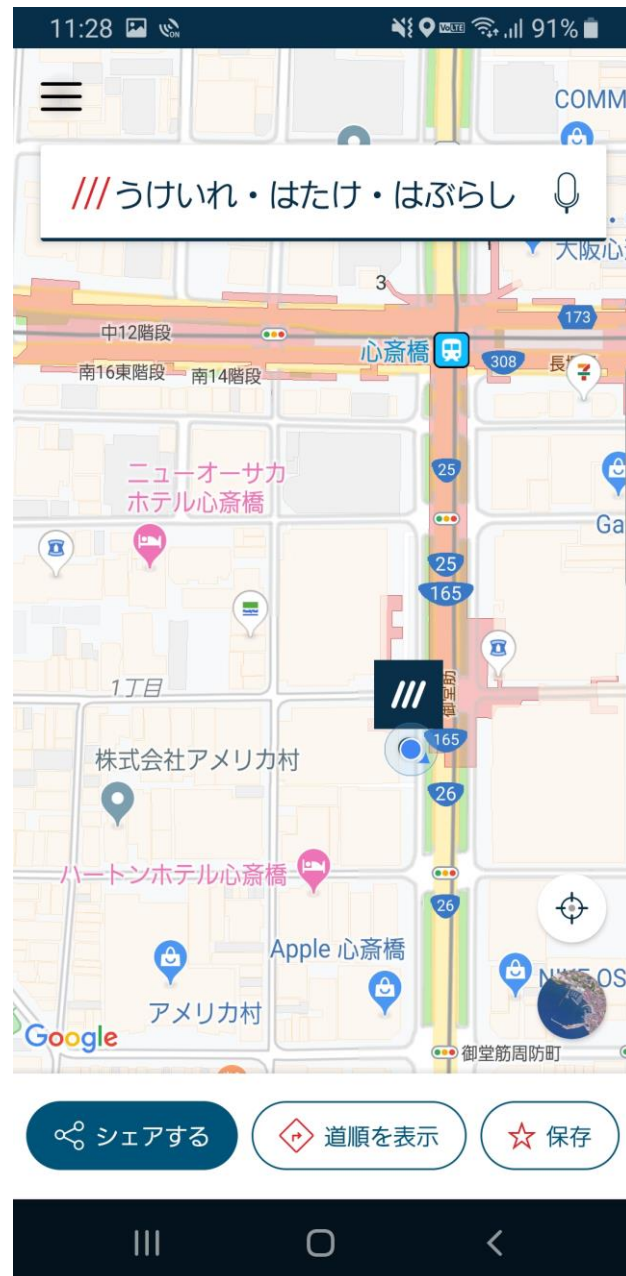 11:28
91%
COMM
///うけいれ・はたけ・はぶらし
大阪心
3
173
中12階段
心斎橋
308
南16東階段
南14階段
25
ニューオーサカ
ホテル心斎橋
Ga
25
165
1丁目
///
御堂筋
165
株式会社アメリカ村
26
ハートンホテル心斎橋
26
Apple 心斎橋
アメリカ村
Google
御堂筋周防町
シェアする
道順を表示
保存